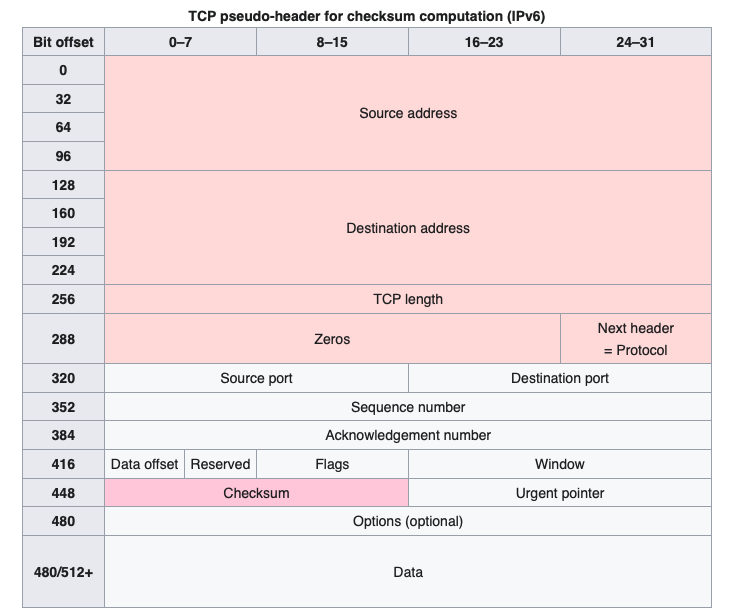 TCP pseudo-header for checksum computation (IPv6)
Bit offset 0–7 8–15 16–23 24–31
0
32
Source address
64
96
128
160
Destination address
192
224
256 TCP length
288 Zeros Next header
= Protocol
320 Source port Destination port
352 Sequence number
384 Acknowledgement number
416 Data offset Reserved Flags Window
448 Checksum Urgent pointer
480 Options (optional)
480/512+ Data